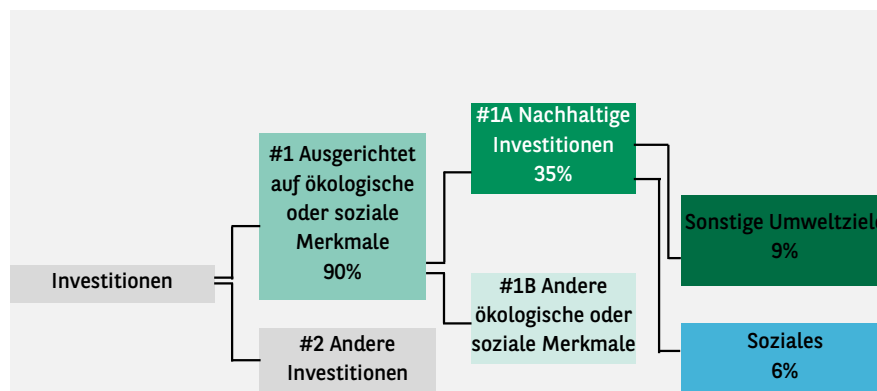 Investitionen
#1 Ausgerichtet
auf ökologische
oder soziale
Merkmale
90%
#2 Andere
Investitionen
#1A Nachhaltige
Investitionen
35%
#1B Andere
ökologische oder
soziale Merkmale
Sonstige Umweltziele
9%
Soziales
6%